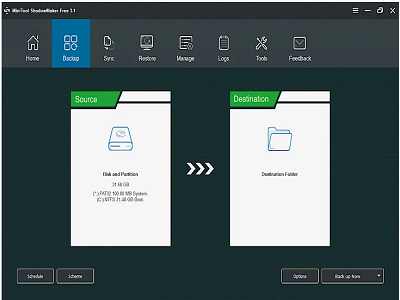 MiniTool ShadowMaker Free 3.1
Home
Backup
Sync
Restore
Manage
Logs
Tools
Feedback
Source
Destination
Disk and Partition
Destination Folder
31.58 GB
(*:) FAT32 100.00 MB System.
(C:) NTFS 31.48 GB Boot.
Schedule
Scheme
Options
Back up now